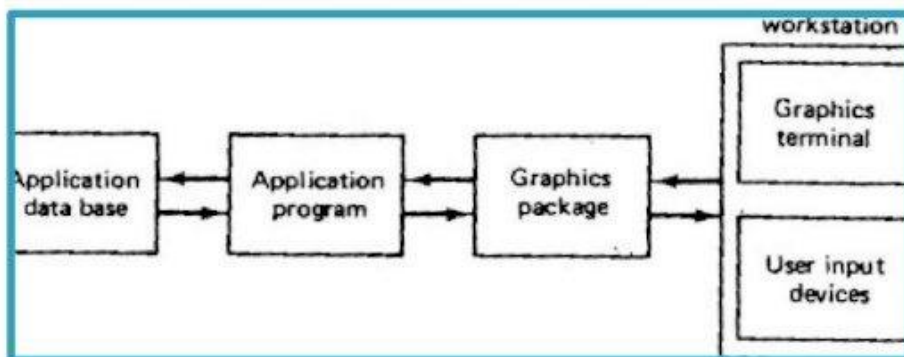 workstation
Graphics
terminal
Application
data base
Application
program
Graphics
package
User input
devices